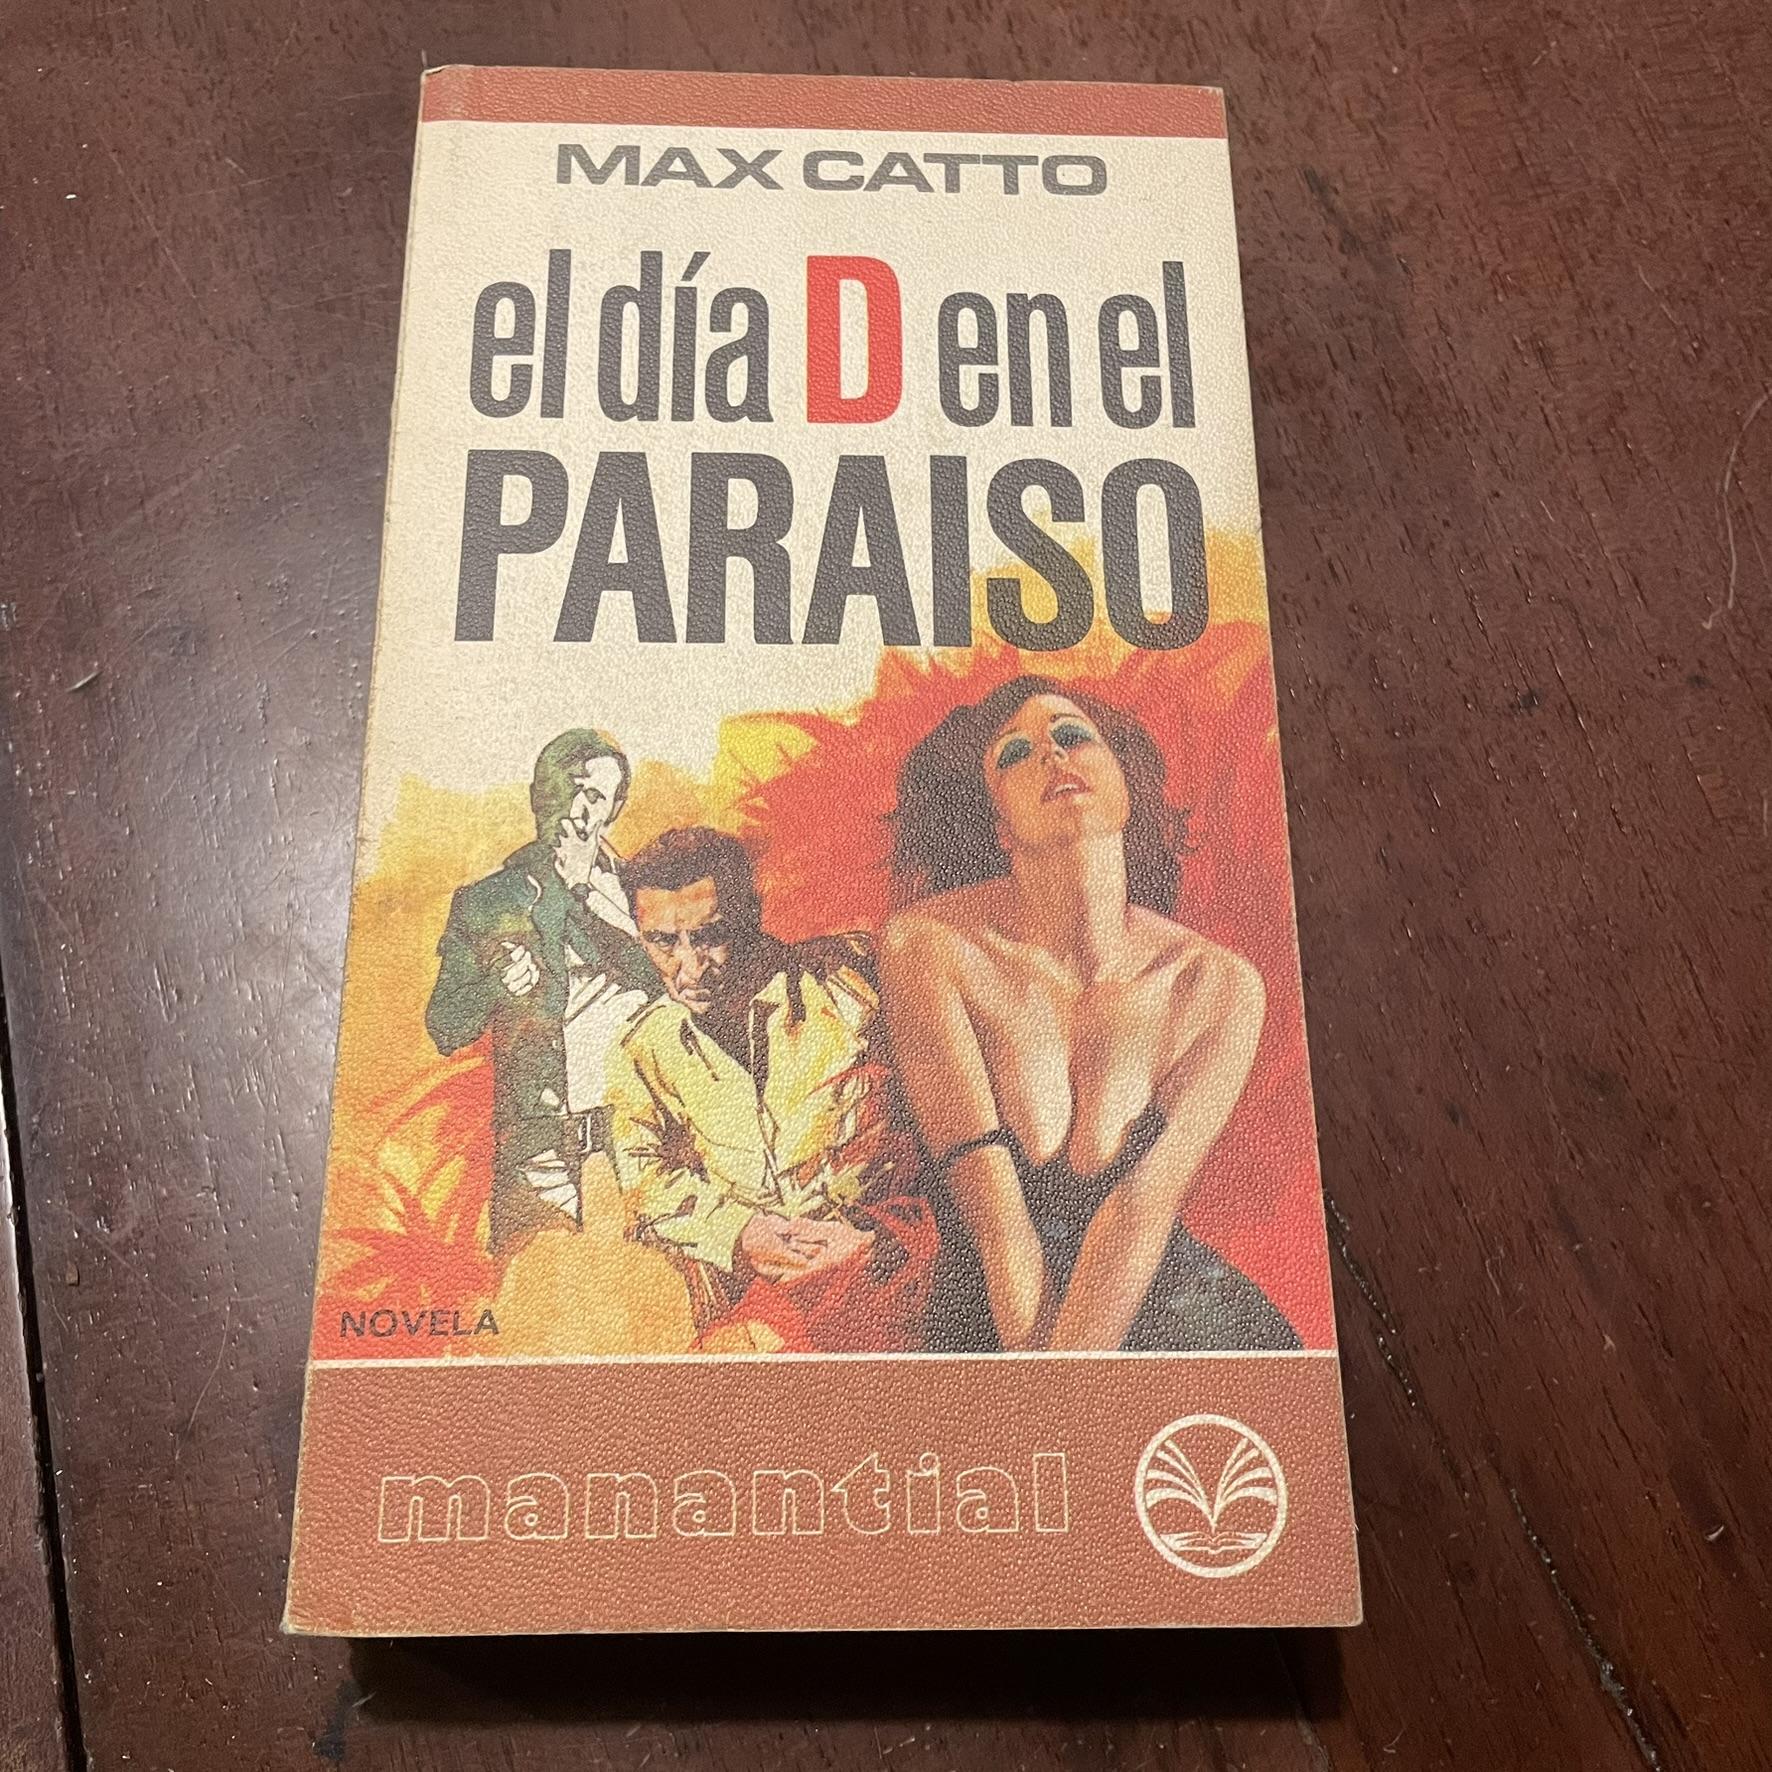 MAX CATTO
el día D en el
PARAISO
NOVELA
manantial